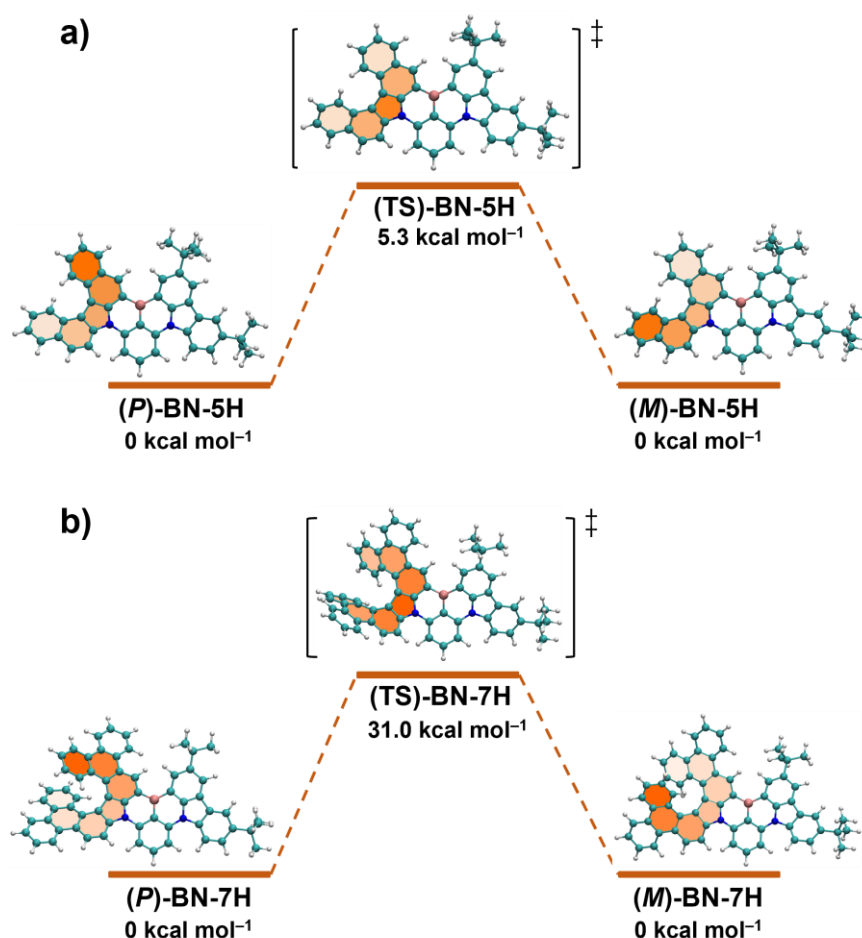 a)
‡
(TS)-BN-5H
5.3 kcal mol⁻¹
(P)-BN-5H
0 kcal mol⁻¹
(M)-BN-5H
0 kcal mol⁻¹
b)
‡
(TS)-BN-7H
31.0 kcal mol⁻¹
(P)-BN-7H
0 kcal mol⁻¹
(M)-BN-7H
0 kcal mol⁻¹